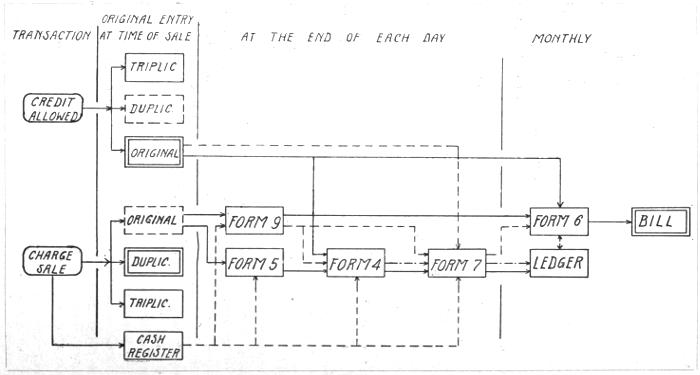 TRANSACTION
ORIGINAL ENTRY
AT TIME OF SALE
AT THE END OF EACH DAY
MONTHLY
TRIPLIC
CREDIT
ALLOWED
DUPLIC.
ORIGINAL
ORIGINAL
FORM 9
FORM 6
BILL
CHARGE
SALE
DUPLIC.
FORM 5
FORM 4
FORM 7
LEDGER
TRIPLIC.
CASH
REGISTER